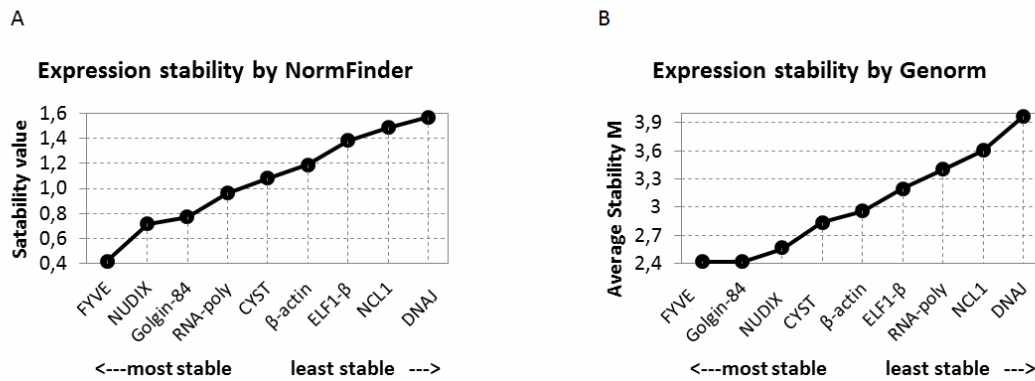 A
Expression stability by NormFinder
Satability value
1,6
1,4
1,2
1,0
0,8
0,6
0,4
FYVE
NUDIX
Golgin-84
RNA-poly
CYST
β-actin
ELF1-β
NCL1
DNAJ
<---most stable least stable --->
B
Expression stability by Genorm
Average Stability M
3,9
3,6
3,3
3
2,7
2,4
FYVE
Golgin-84
NUDIX
CYST
β-actin
ELF1-β
RNA-poly
NCL1
DNAJ
<---most stable least stable --->